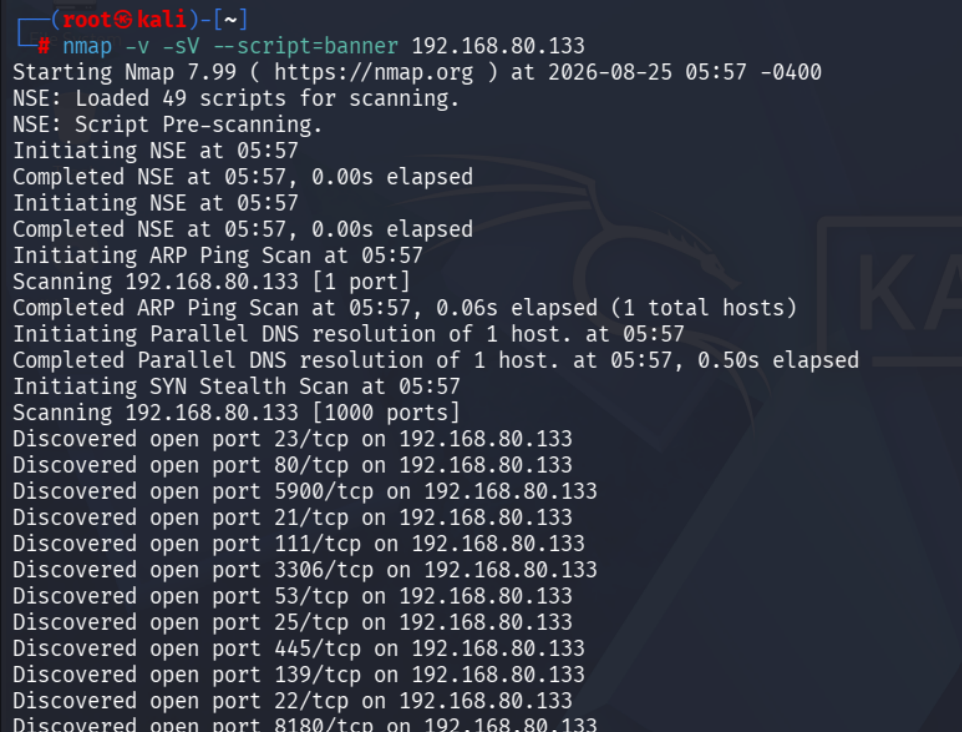 ┌──(root㉿kali)-[~]
└─# nmap -v -sV --script=banner 192.168.80.133
Starting Nmap 7.99 ( https://nmap.org ) at 2026-08-25 05:57 -0400
NSE: Loaded 49 scripts for scanning.
NSE: Script Pre-scanning.
Initiating NSE at 05:57
Completed NSE at 05:57, 0.00s elapsed
Initiating NSE at 05:57
Completed NSE at 05:57, 0.00s elapsed
Initiating ARP Ping Scan at 05:57
Scanning 192.168.80.133 [1 port]
Completed ARP Ping Scan at 05:57, 0.06s elapsed (1 total hosts)
Initiating Parallel DNS resolution of 1 host. at 05:57
Completed Parallel DNS resolution of 1 host. at 05:57, 0.50s elapsed
Initiating SYN Stealth Scan at 05:57
Scanning 192.168.80.133 [1000 ports]
Discovered open port 23/tcp on 192.168.80.133
Discovered open port 80/tcp on 192.168.80.133
Discovered open port 5900/tcp on 192.168.80.133
Discovered open port 21/tcp on 192.168.80.133
Discovered open port 111/tcp on 192.168.80.133
Discovered open port 3306/tcp on 192.168.80.133
Discovered open port 53/tcp on 192.168.80.133
Discovered open port 25/tcp on 192.168.80.133
Discovered open port 445/tcp on 192.168.80.133
Discovered open port 139/tcp on 192.168.80.133
Discovered open port 22/tcp on 192.168.80.133
Discovered open port 8180/tcp on 192.168.80.133
KA